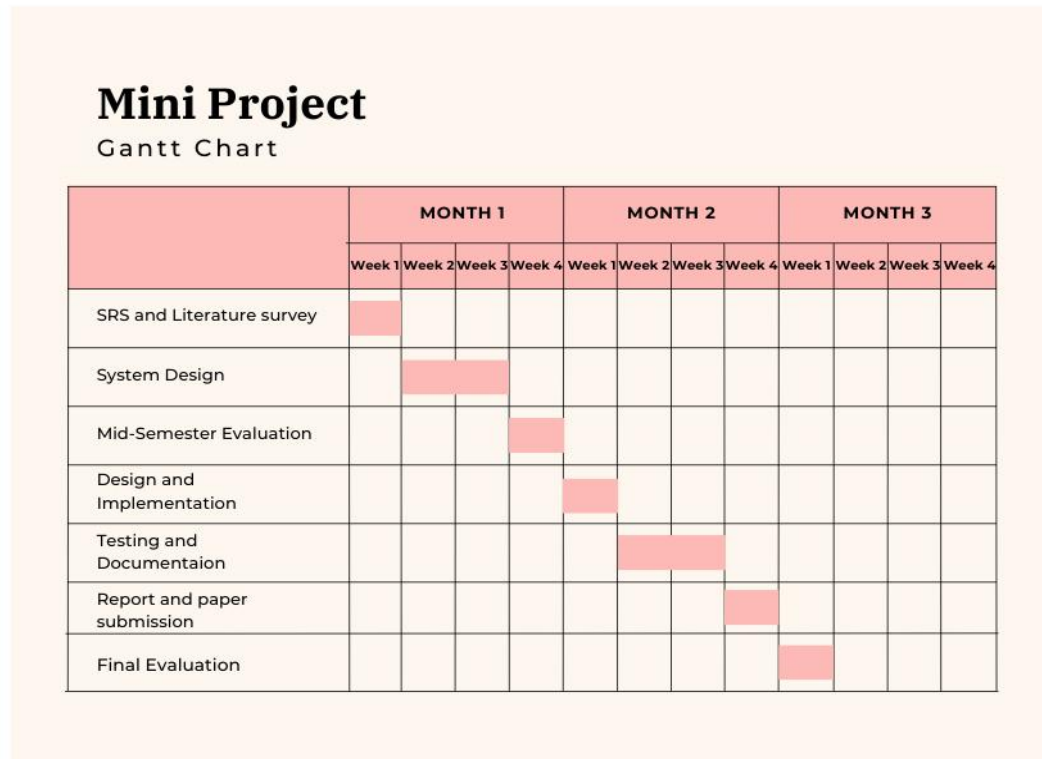 Mini Project
Gantt Chart
MONTH 1 MONTH 2 MONTH 3
Week 1 Week 2 Week 3 Week 4 Week 1 Week 2 Week 3 Week 4 Week 1 Week 2 Week 3 Week 4
SRS and Literature survey
System Design
Mid-Semester Evaluation
Design and
Implementation
Testing and
Documentaion
Report and paper
submission
Final Evaluation